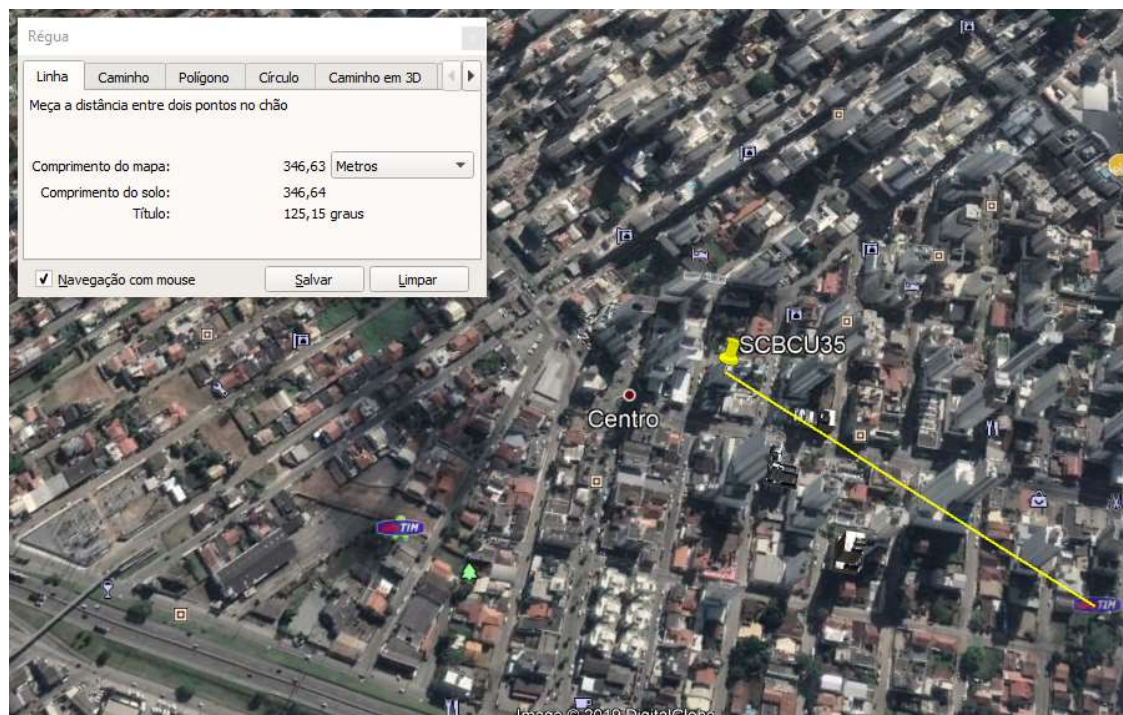 Régua
Linha Caminho Polígono Círculo Caminho em 3D
Meça a distância entre dois pontos no chão
Comprimento do mapa: 346,63 Metros
Comprimento do solo: 346,64
Título: 125,15 graus
Navegação com mouse Salvar Limpar
SCBCU35
Centro
TIM
TIM
Image © 2019 DigitalGlobe